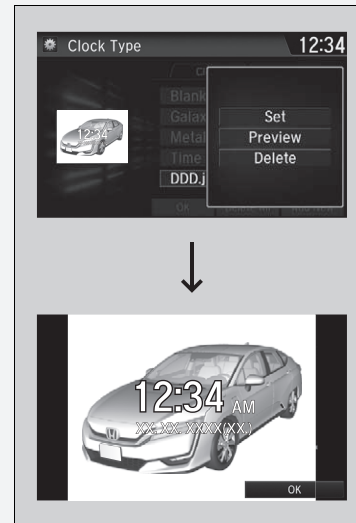 Clock Type 12:34
Blank
Galax
Metal
Time
DDD.j
Set
Preview
Delete
OK
12:34
12:34 AM
XX, XX, XXXX(XX.)
OK